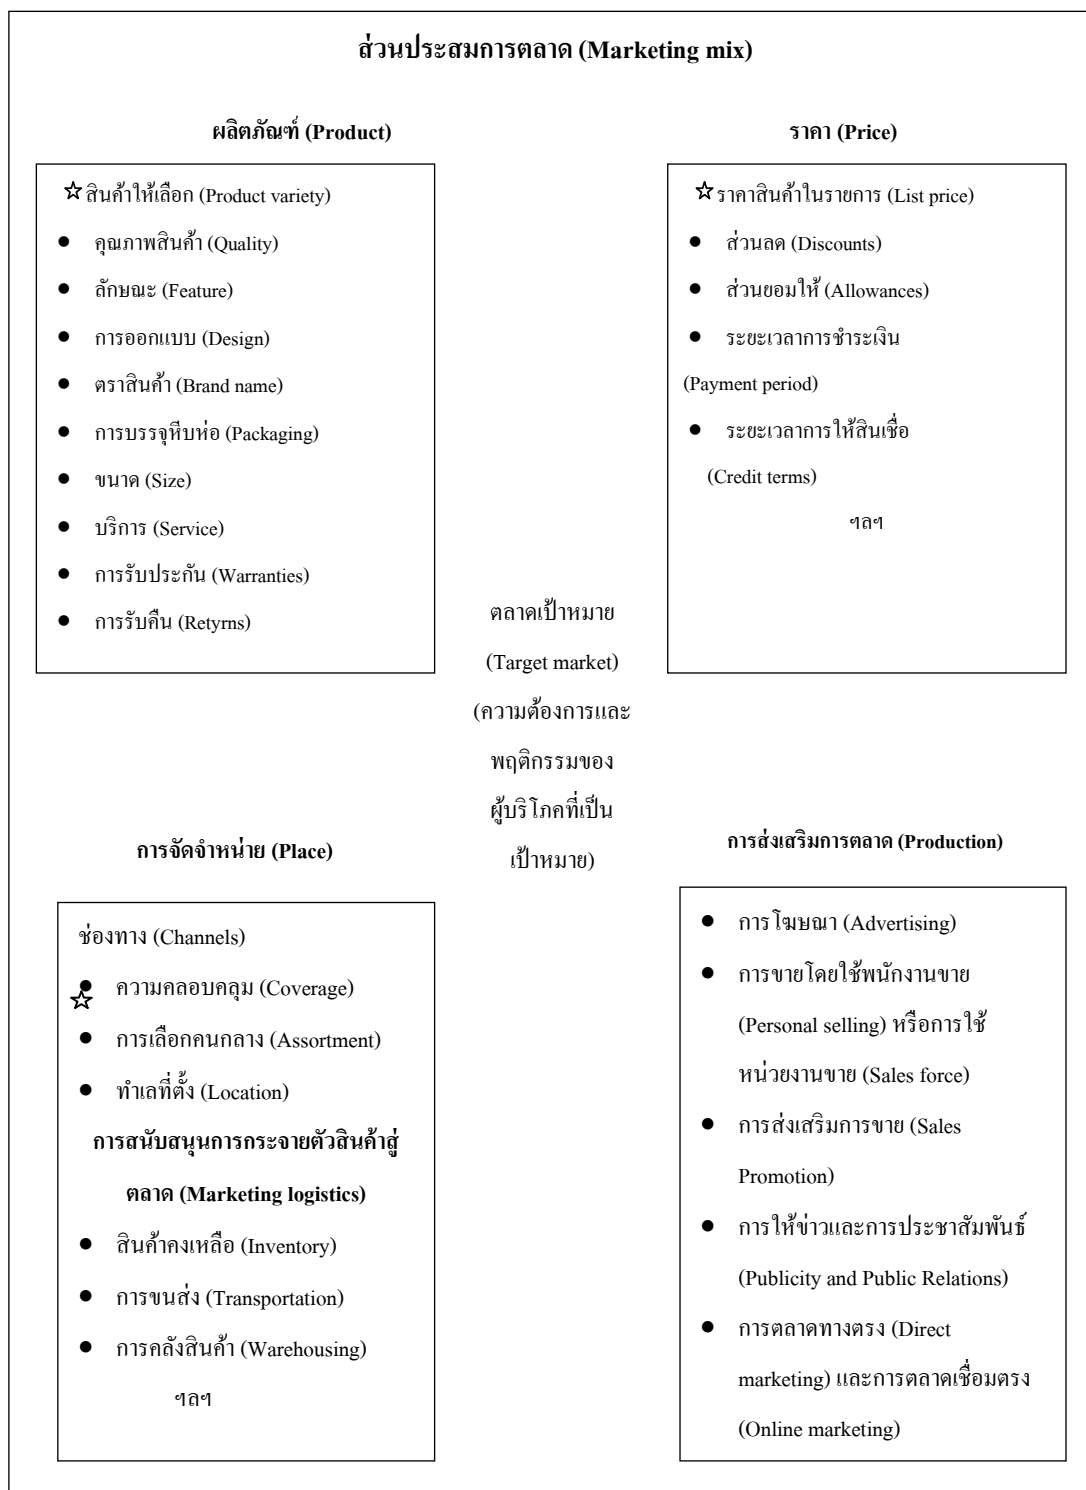 ส่วนประสมการตลาด (Marketing mix)
ผลิตภัณฑ์ (Product)
☆สินค้าให้เลือก (Product variety)
● คุณภาพสินค้า (Quality)
● ลักษณะ (Feature)
● การออกแบบ (Design)
● ตราสินค้า (Brand name)
● การบรรจุหีบห่อ (Packaging)
● ขนาด (Size)
● บริการ (Service)
● การรับประกัน (Warranties)
● การรับคืน (Retyrns)
ราคา (Price)
☆ราคาสินค้าในรายการ (List price)
● ส่วนลด (Discounts)
● ส่วนยอมให้ (Allowances)
● ระยะเวลาการชำระเงิน
(Payment period)
● ระยะเวลาการให้สินเชื่อ
(Credit terms)
ฯลฯ
ตลาดเป้าหมาย
(Target market)
(ความต้องการและ
พฤติกรรมของ
ผู้บริโภคที่เป็น
เป้าหมาย)
การจัดจำหน่าย (Place)
ช่องทาง (Channels)
● ความคลอบคลุม (Coverage)
● การเลือกคนกลาง (Assortment)
● ทำเลที่ตั้ง (Location)
การสนับสนุนการกระจายตัวสินค้าสู่
ตลาด (Marketing logistics)
● สินค้าคงเหลือ (Inventory)
● การขนส่ง (Transportation)
● การคลังสินค้า (Warehousing)
ฯลฯ
การส่งเสริมการตลาด (Production)
● การโฆษณา (Advertising)
● การขายโดยใช้พนักงานขาย
(Personal selling) หรือการใช้
หน่วยงานขาย (Sales force)
● การส่งเสริมการขาย (Sales
Promotion)
● การให้ข่าวและการประชาสัมพันธ์
(Publicity and Public Relations)
● การตลาดทางตรง (Direct
marketing) และการตลาดเชื่อมตรง
(Online marketing)